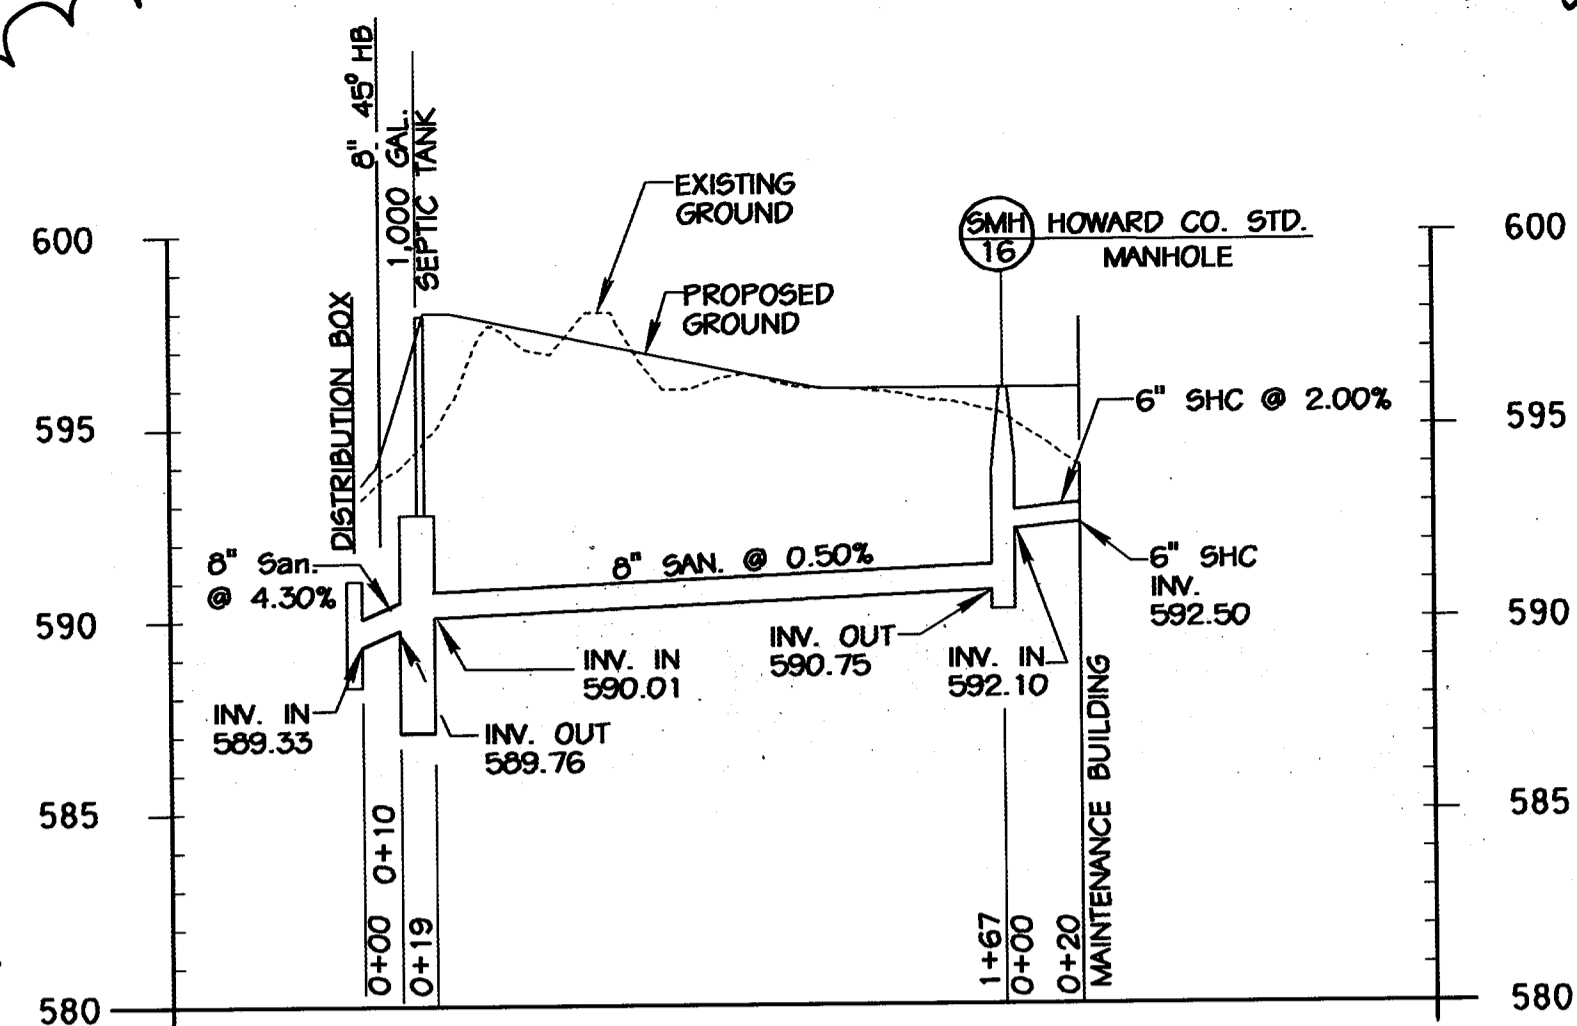 8" 45° HB
1,000 GAL.
SEPTIC TANK
DISTRIBUTION BOX
EXISTING
GROUND
PROPOSED
GROUND
SMH
16
HOWARD CO. STD.
MANHOLE
600
595
590
585
580
600
595
590
585
580
6" SHC @ 2.00%
8" San.
@ 4.30%
8" SAN. @ 0.50%
6" SHC
INV.
592.50
INV. OUT
590.75
INV. IN
592.10
INV. IN
590.01
INV. IN
589.33
INV. OUT
589.76
0+00
0+10
0+19
1+67
0+00
0+20
MAINTENANCE BUILDING